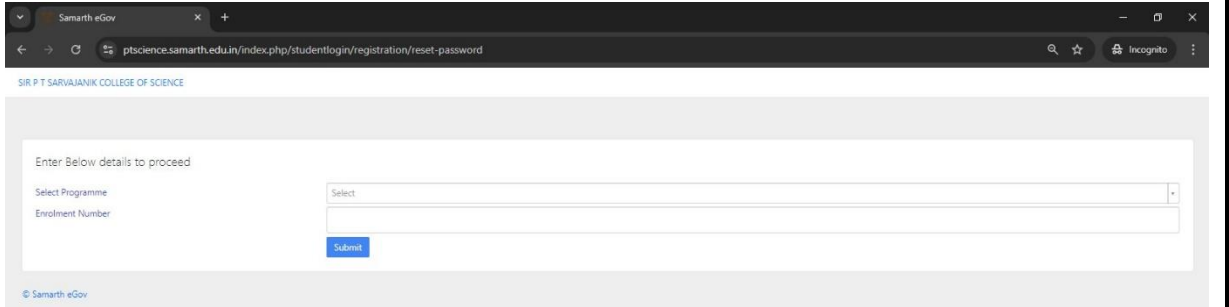 Samarth eGov
ptscience.samarth.edu.in/index.php/studentlogin/registration/reset-password
Incognito
SIR P T SARVAJANIK COLLEGE OF SCIENCE
Enter Below details to proceed
Select Programme
Select
Enrolment Number
Submit
© Samarth eGov